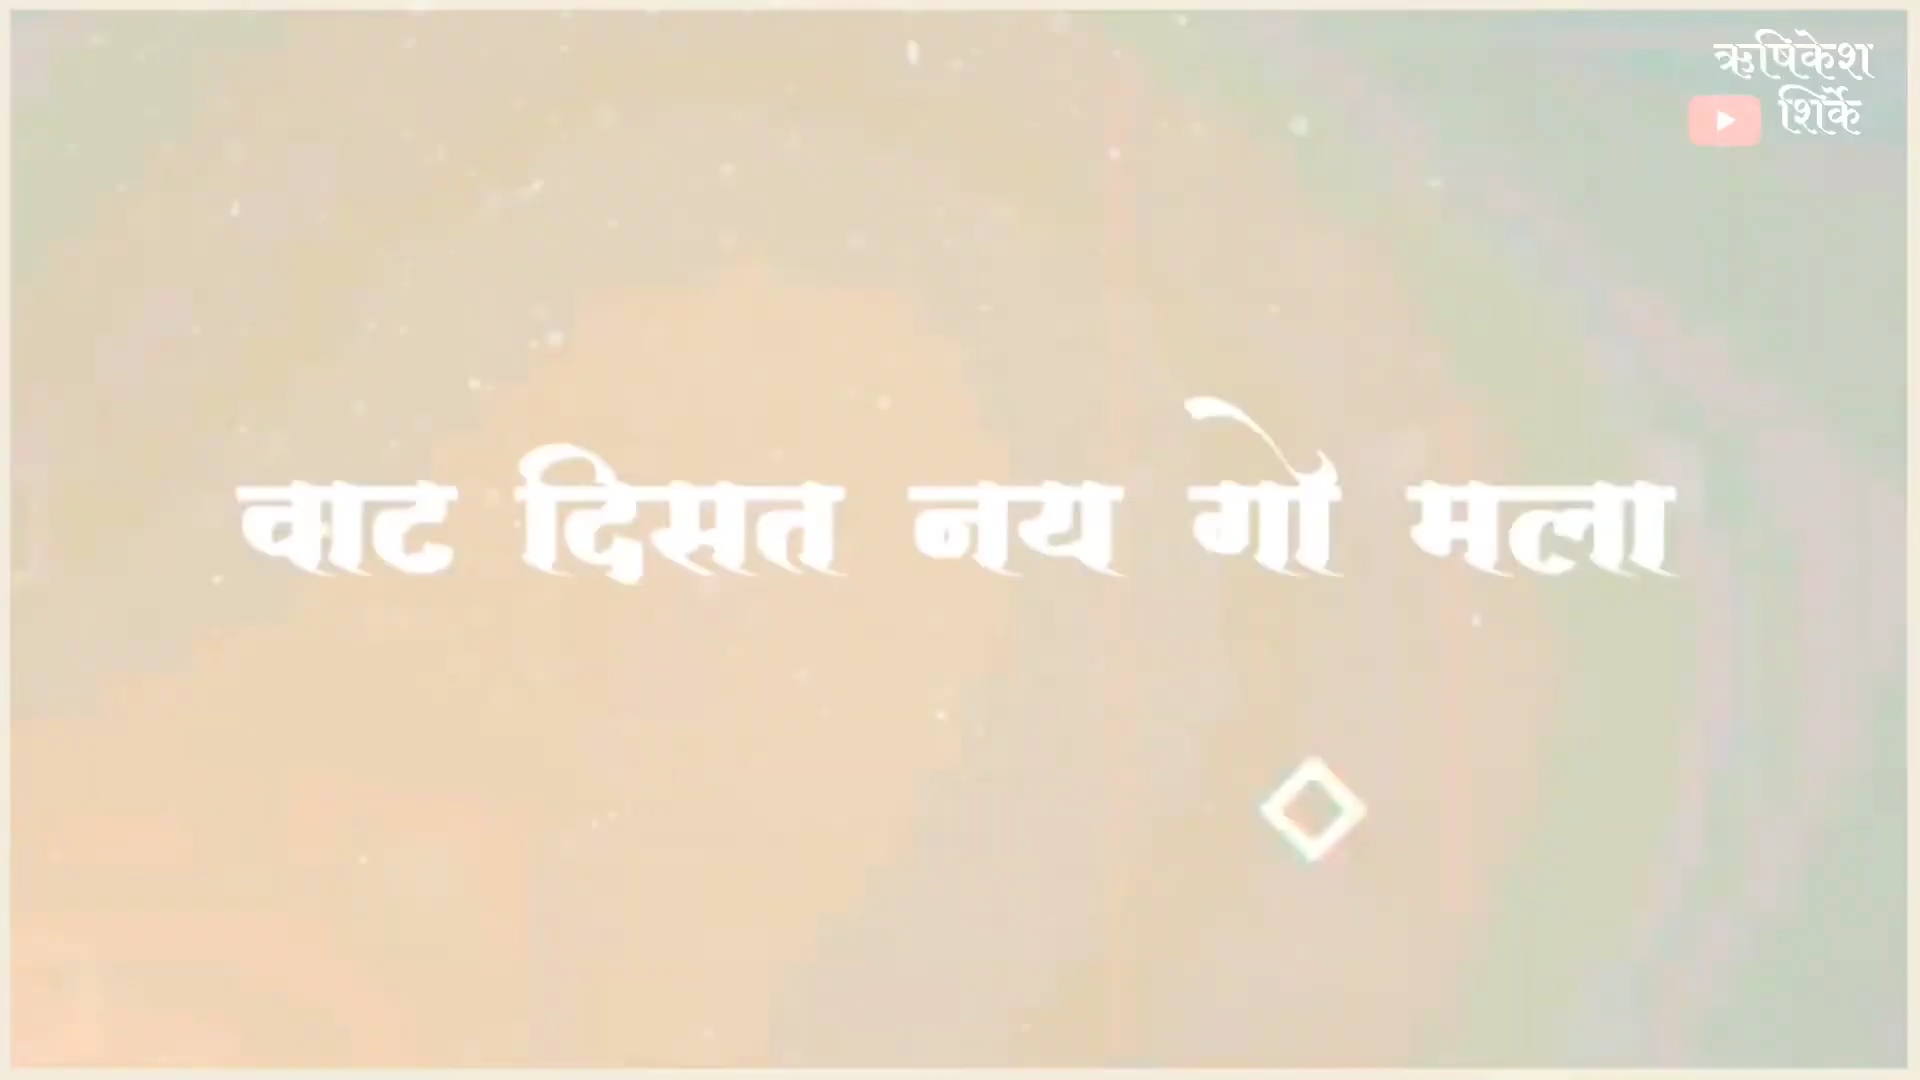 ऋषिकेश
शिर्के
वाट दिसत नय गो मला